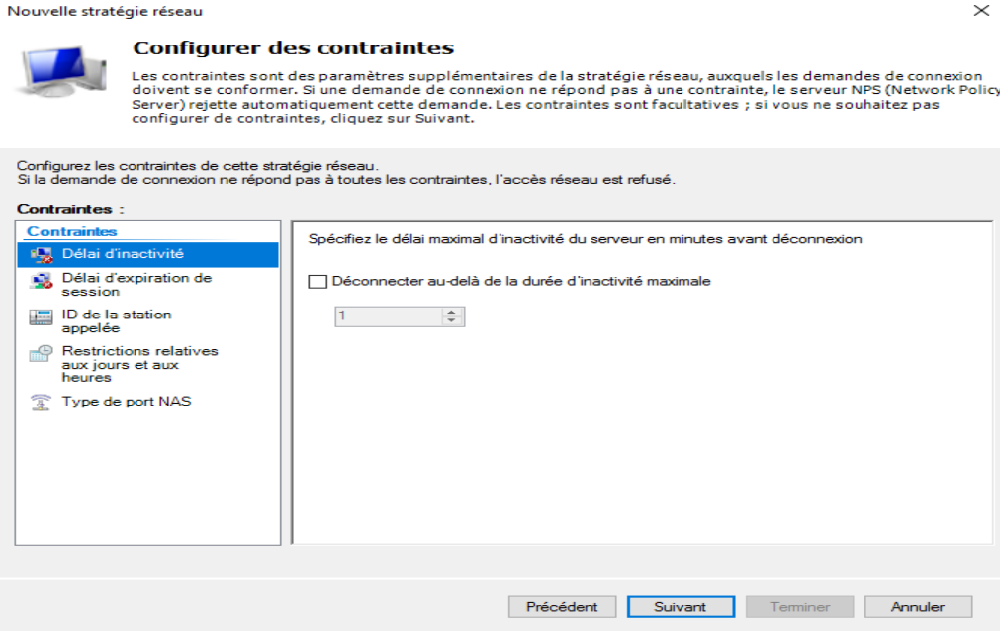 Nouvelle stratégie réseau
Configurer des contraintes
Les contraintes sont des paramètres supplémentaires de la stratégie réseau, auxquels les demandes de connexion
doivent se conformer. Si une demande de connexion ne répond pas à une contrainte, le serveur NPS (Network Policy
Server) rejette automatiquement cette demande. Les contraintes sont facultatives ; si vous ne souhaitez pas
configurer de contraintes, cliquez sur Suivant.
Configurez les contraintes de cette stratégie réseau.
Si la demande de connexion ne répond pas à toutes les contraintes, l'accès réseau est refusé.
Contraintes :
Contraintes
Délai d'inactivité
Délai d'expiration de
session
ID de la station
appelée
Restrictions relatives
aux jours et aux
heures
Type de port NAS
Spécifiez le délai maximal d'inactivité du serveur en minutes avant déconnexion
Déconnecter au-delà de la durée d'inactivité maximale
1
Précédent
Suivant
Terminer
Annuler